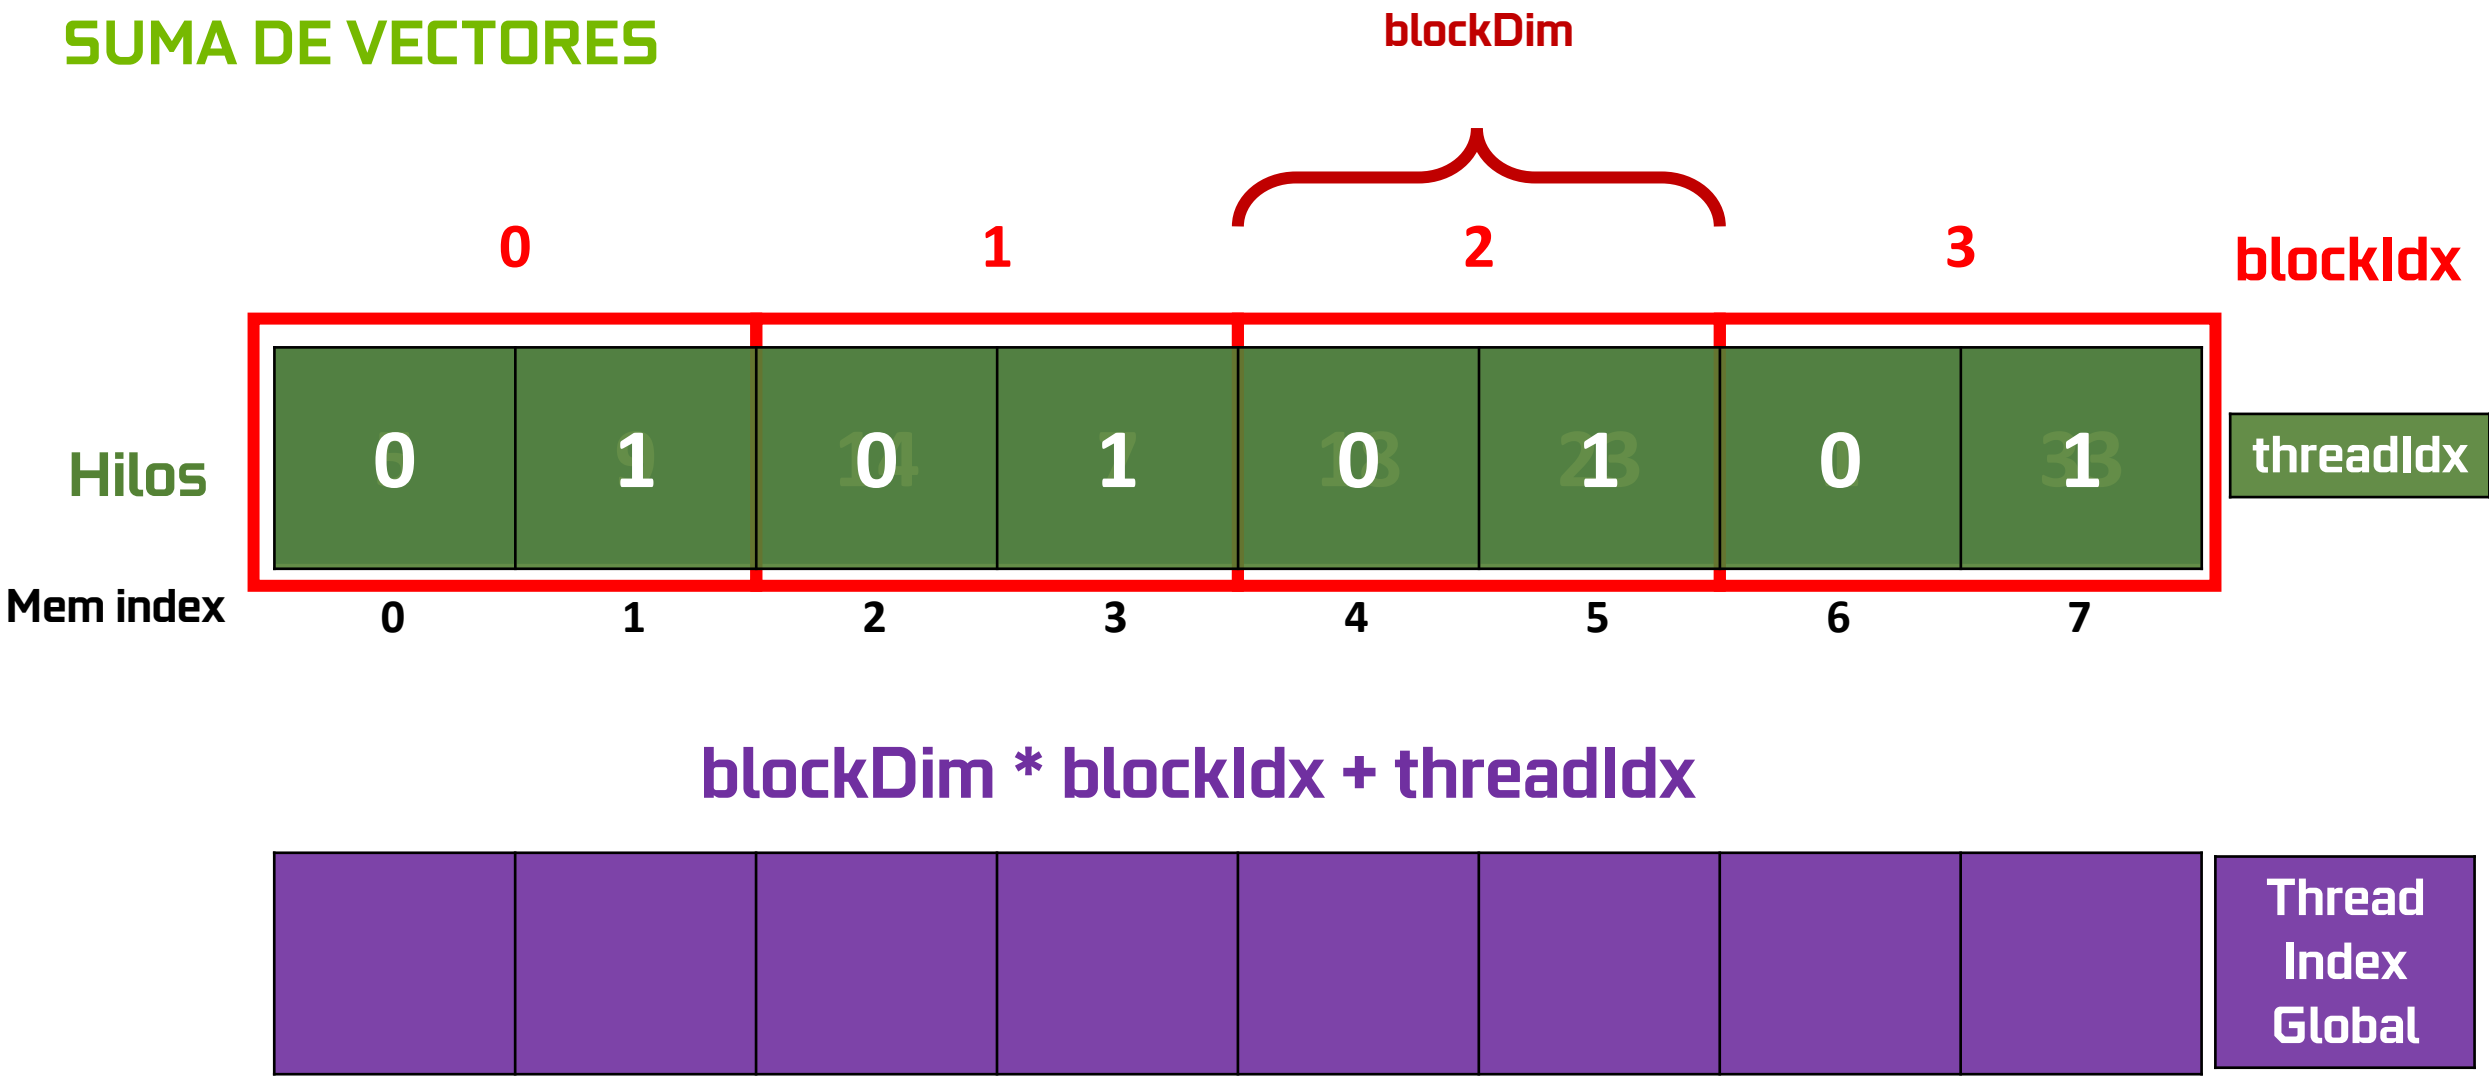 SUMA DE VECTORES
blockDim
0 1 2 3 blockIdx
Hilos 0 1 0 1 0 1 0 1 threadIdx
Mem index 0 1 2 3 4 5 6 7
blockDim * blockIdx + threadIdx
Thread
Index
Global